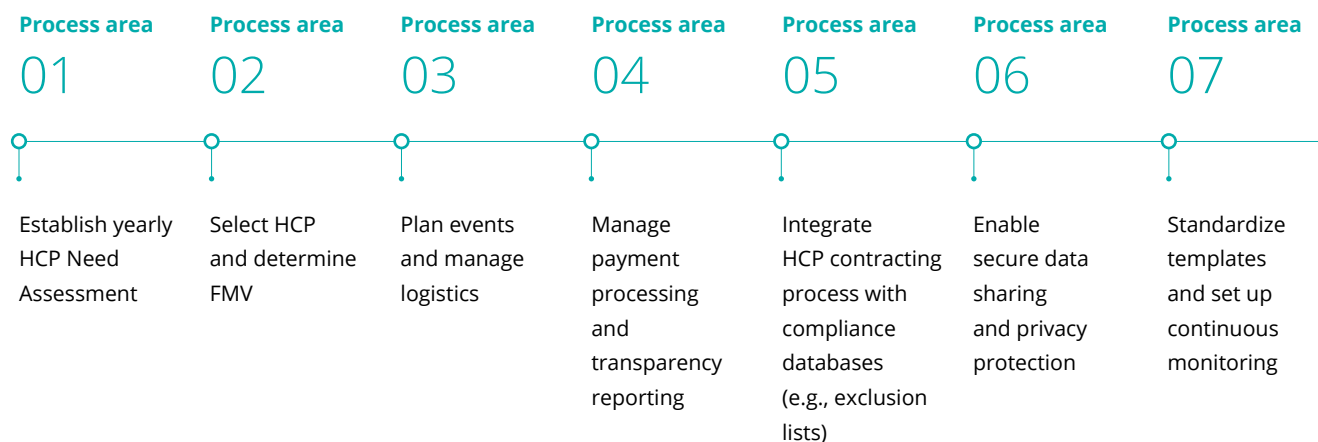 Process area
01
Establish yearly
HCP Need
Assessment
Process area
02
Select HCP
and determine
FMV
Process area
03
Plan events
and manage
logistics
Process area
04
Manage
payment
processing
and
transparency
reporting
Process area
05
Integrate
HCP contracting
process with
compliance
databases
(e.g., exclusion
lists)
Process area
06
Enable
secure data
sharing
and privacy
protection
Process area
07
Standardize
templates
and set up
continuous
monitoring